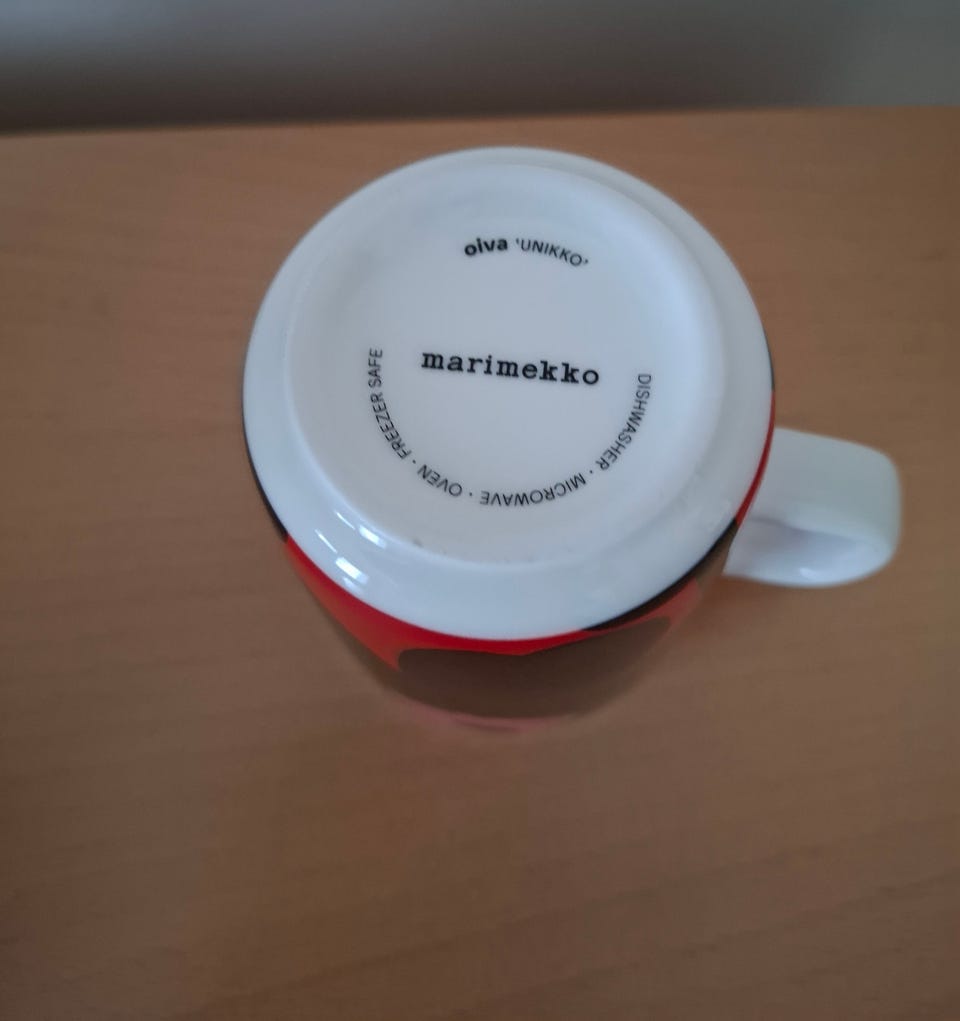 oiva 'UNIKKO'
marimekko
DISHWASHER · MICROWAVE · OVEN · FREEZER SAFE